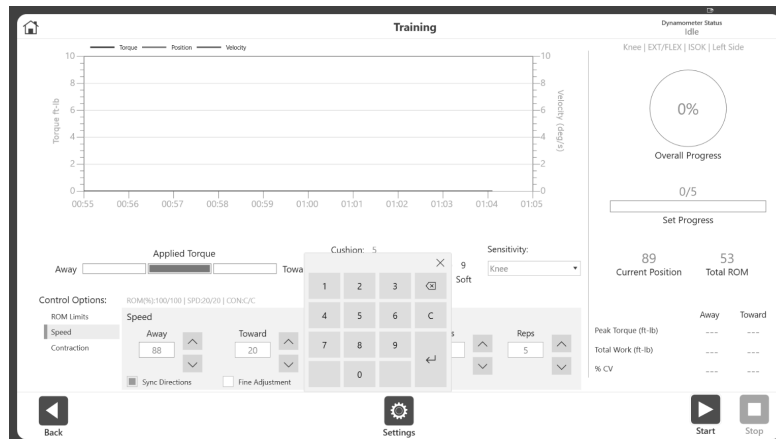 Training
Dynamometer Status
Idle
Knee | EXT/FLEX | ISOK | Left Side
Torque Position Velocity
10
8
6
4
2
0
Torque ft-lb
10
8
6
4
2
0
Velocity (deg/s)
00:55 00:56 00:57 00:58 00:59 01:00 01:01 01:02 01:03 01:04 01:05
0%
Overall Progress
0/5
Set Progress
89 53
Current Position Total ROM
Applied Torque
Away
Cushion: 5
9
Soft
Sensitivity:
Knee
Control Options:
ROM Limits
Speed
Contraction
ROM(%):100/100 | SPD:20/20 | CON:C/C
Speed
Away Toward
88 20
Sync Directions Fine Adjustment
1 2 3
4 5 6 C
7 8 9
0
Reps
5
Away Toward
Peak Torque (ft-lb) --- ---
Total Work (ft-lb) --- ---
% CV --- ---
Back
Settings
Start Stop